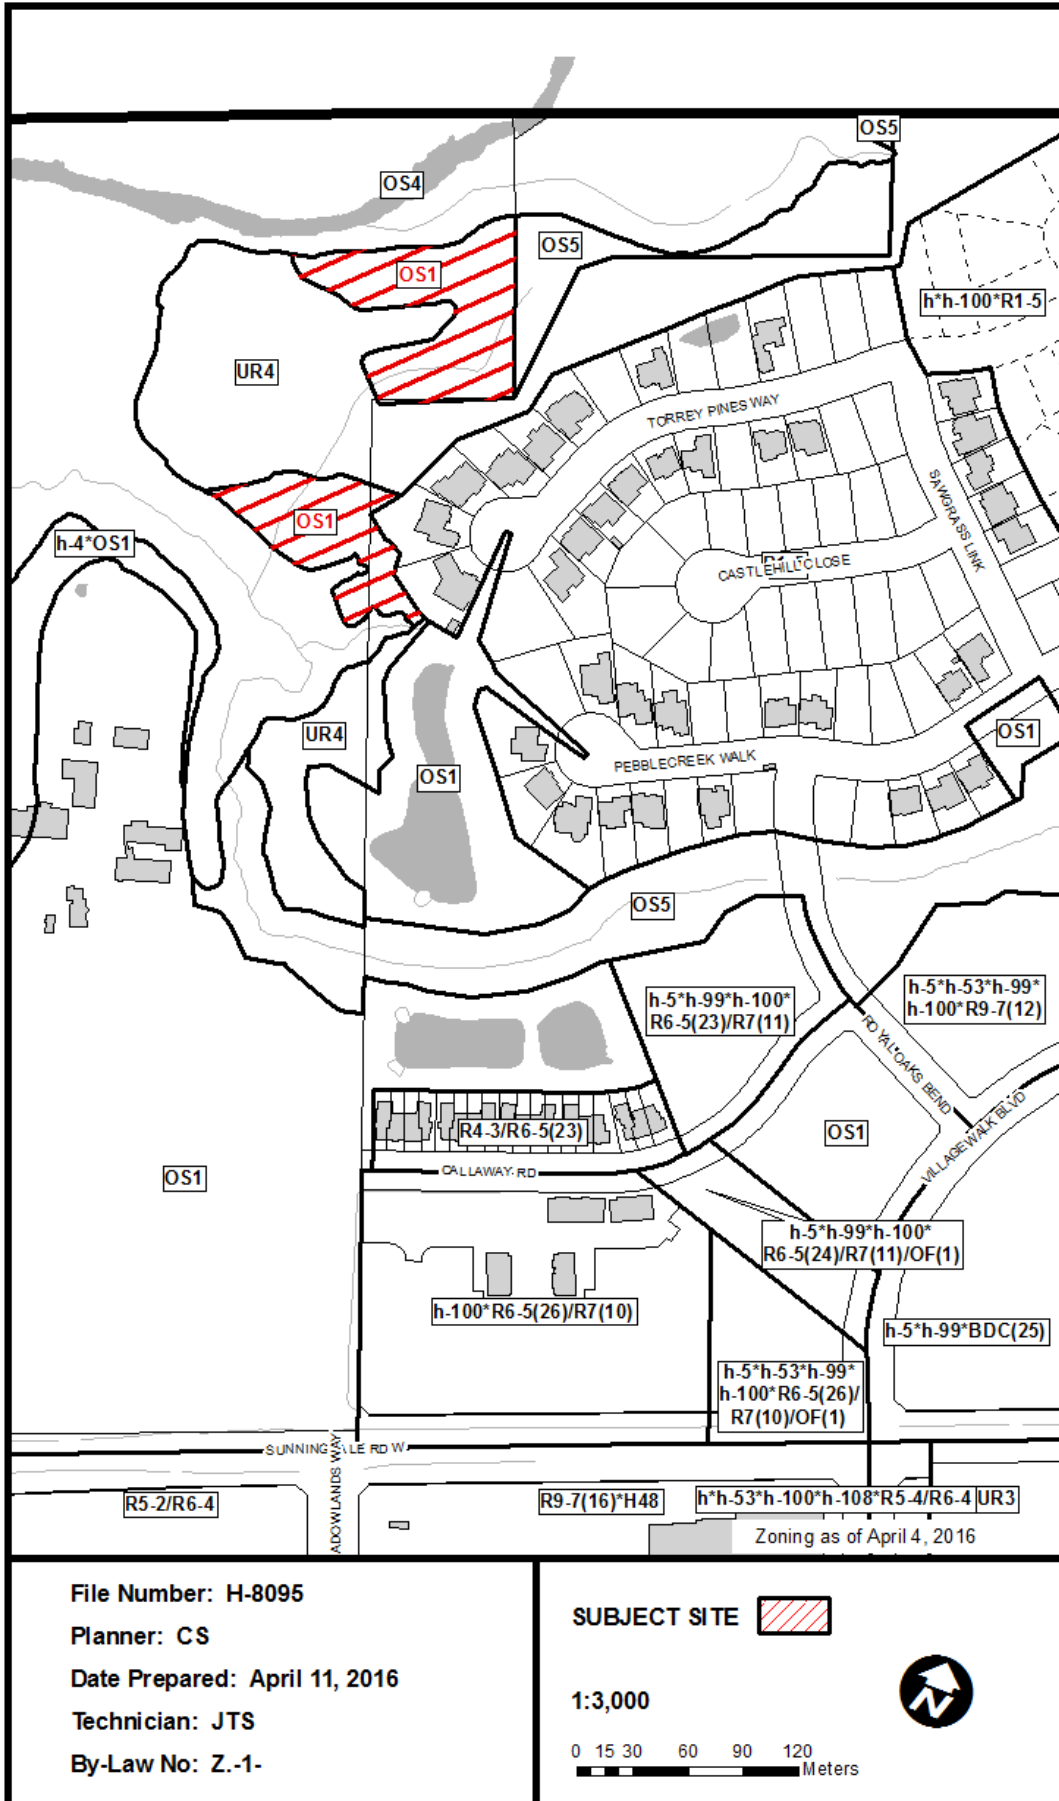 OS5
OS4
OS5
OS1
h*h-100*R1-5
UR4
TORREY PINES WAY
SAWGRASS LINK
OS1
h-4*OS1
CASTLEHILL CLOSE
UR4
OS1
OS1
PEBBLECREEK WALK
OS5
h-5*h-99*h-100*
R6-5(23)/R7(11)
h-5*h-53*h-99*
h-100*R9-7(12)
ROYAL OAKS BEND
VILLAGEWALK BLVD
R4-3/R6-5(23)
OS1
CALLAWAY RD
OS1
h-5*h-99*h-100*
R6-5(24)/R7(11)/OF(1)
h-100*R6-5(26)/R7(10)
h-5*h-99*BDC(25)
h-5*h-53*h-99*
h-100*R6-5(26)/
R7(10)/OF(1)
SUNNING LE RD W
ADOWLANDS WAY
R5-2/R6-4
R9-7(16)*H48
h*h-53*h-100*h-108*R5-4/R6-4
UR3
Zoning as of April 4, 2016
File Number: H-8095
Planner: CS
Date Prepared: April 11, 2016
Technician: JTS
By-Law No: Z.-1-
SUBJECT SITE
1:3,000
N
0 15 30 60 90 120
Meters